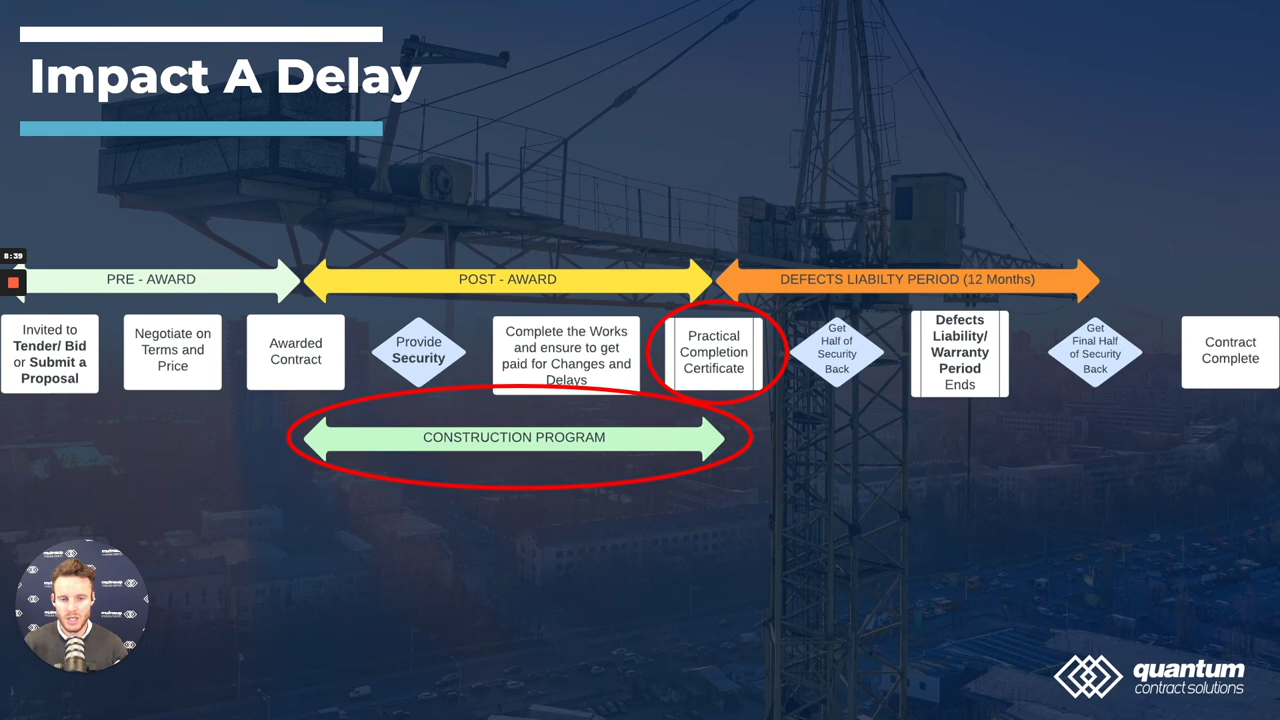 Impact A Delay
8:39
PRE - AWARD
POST - AWARD
DEFECTS LIABILTY PERIOD (12 Months)
Invited to
Tender/ Bid
or Submit a
Proposal
Negotiate on
Terms and
Price
Awarded
Contract
Provide
Security
Complete the Works
and ensure to get
paid for Changes and
Delays
Practical
Completion
Certificate
Get
Half of
Security
Back
Defects
Liability/
Warranty
Period
Ends
Get
Final Half
of Security
Back
Contract
Complete
CONSTRUCTION PROGRAM
quantum
contract solutions